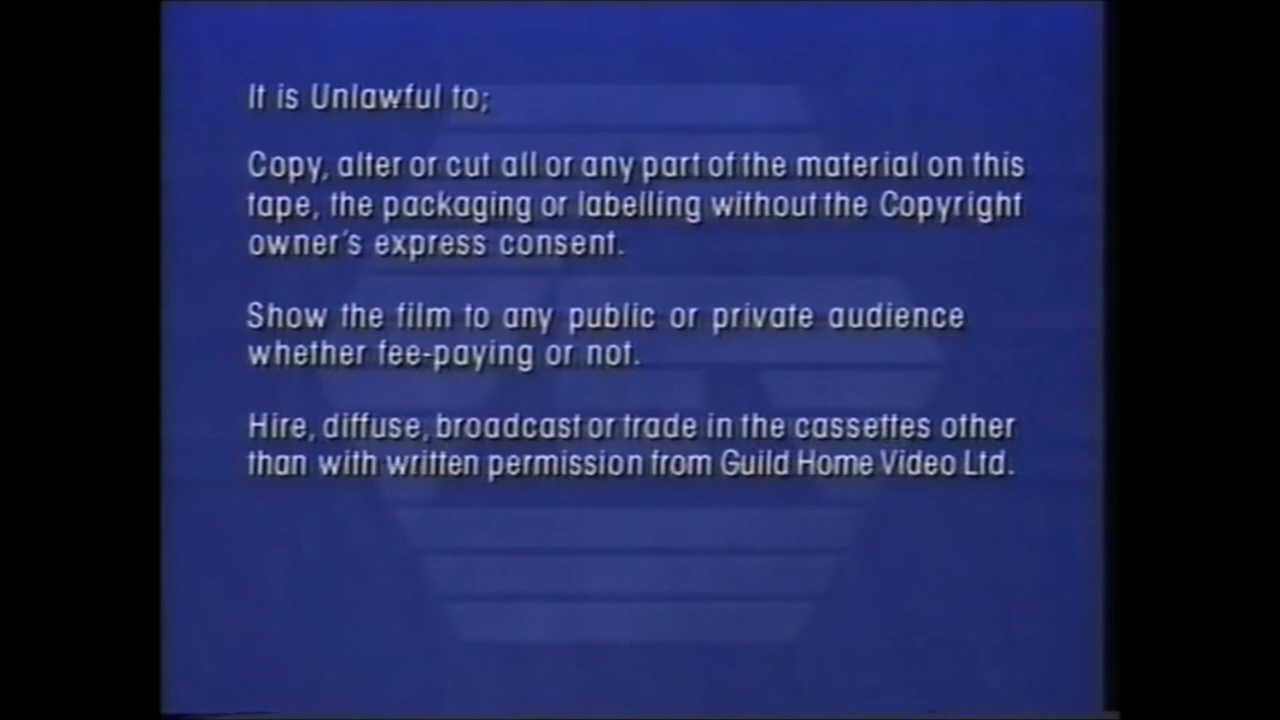 It is Unlawful to;
Copy, alter or cut all or any part of the material on this
tape, the packaging or labelling without the Copyright
owner's express consent.
Show the film to any public or private audience
whether fee-paying or not.
Hire, diffuse, broadcast or trade in the cassettes other
than with written permission from Guild Home Video Ltd.